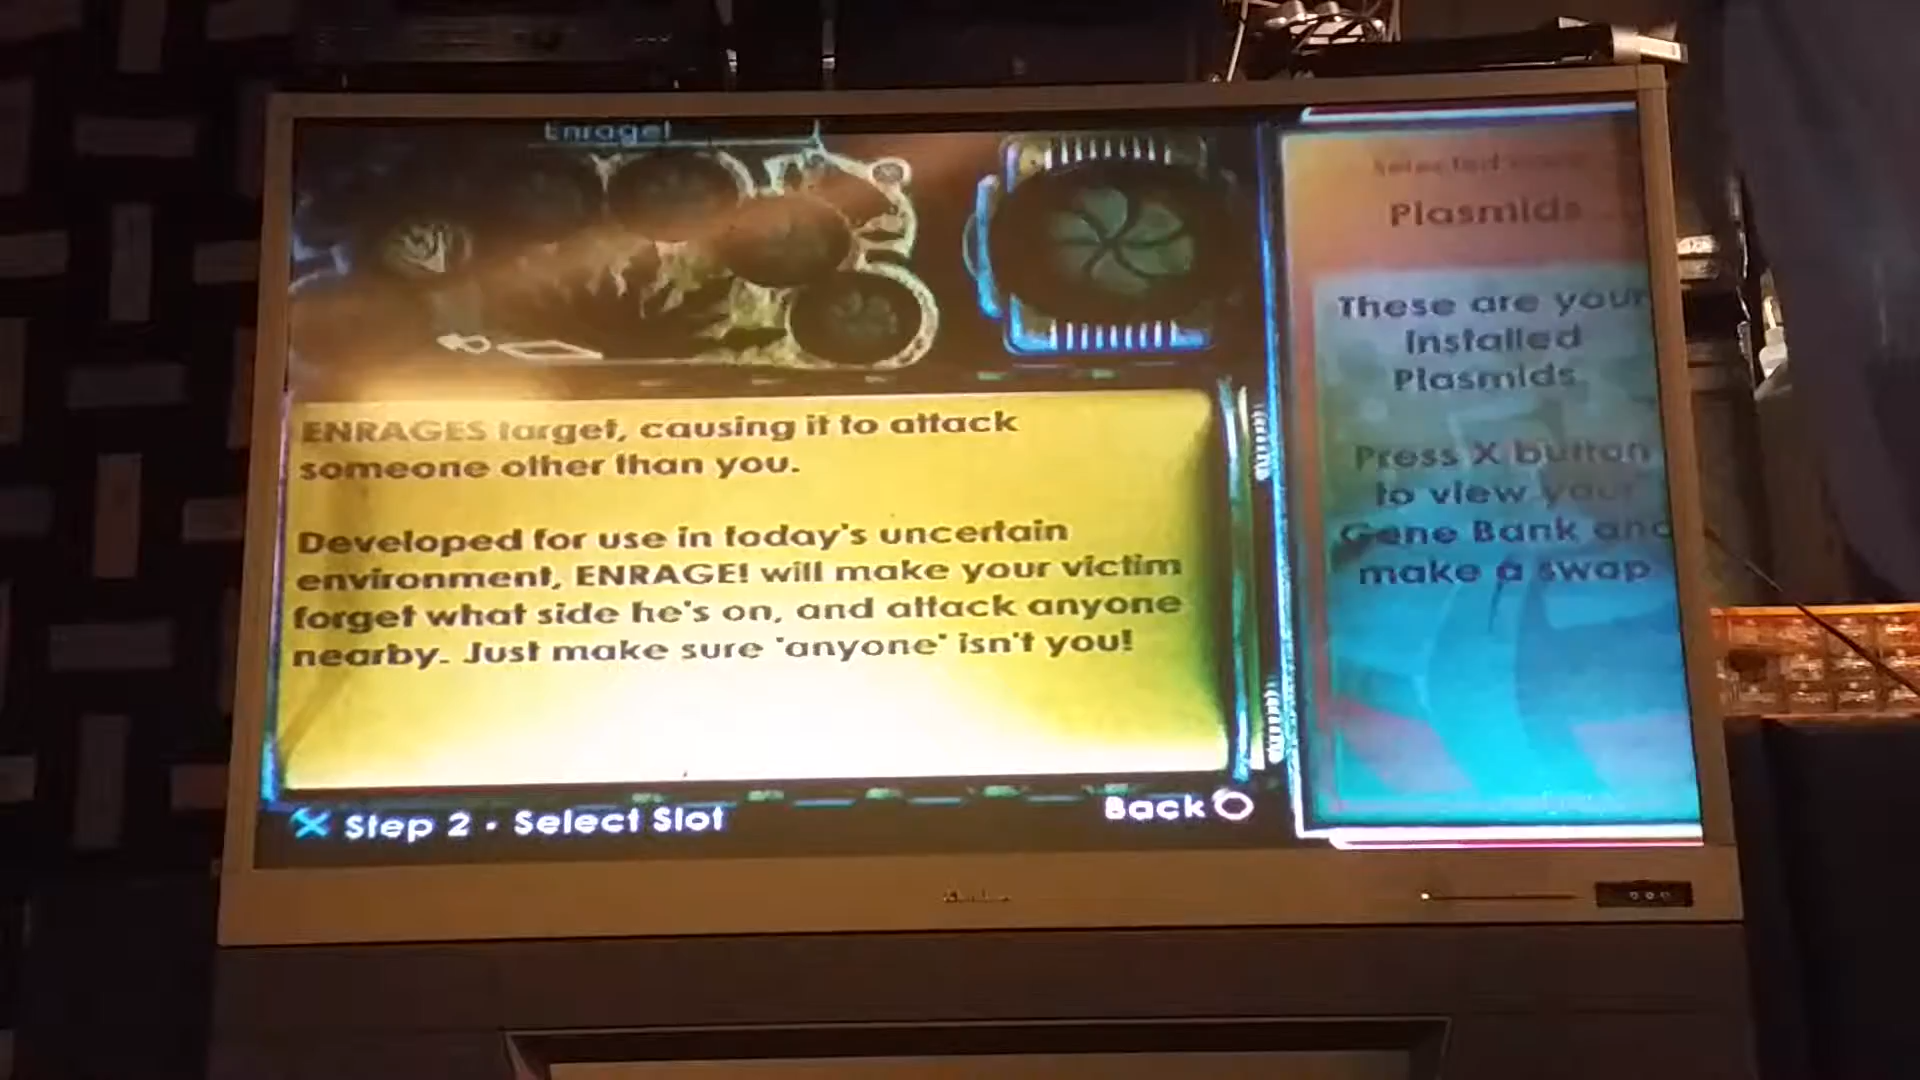 Enrage!
ENRAGES target, causing it to attack
someone other than you.
Developed for use in today's uncertain
environment, ENRAGE! will make your victim
forget what side he's on, and attack anyone
nearby. Just make sure 'anyone' isn't you!
Step 2 - Select Slot
Back
Selected
Plasmids
These are your
Installed
Plasmids.
Press X button
to view your
Gene Bank and
make a swap